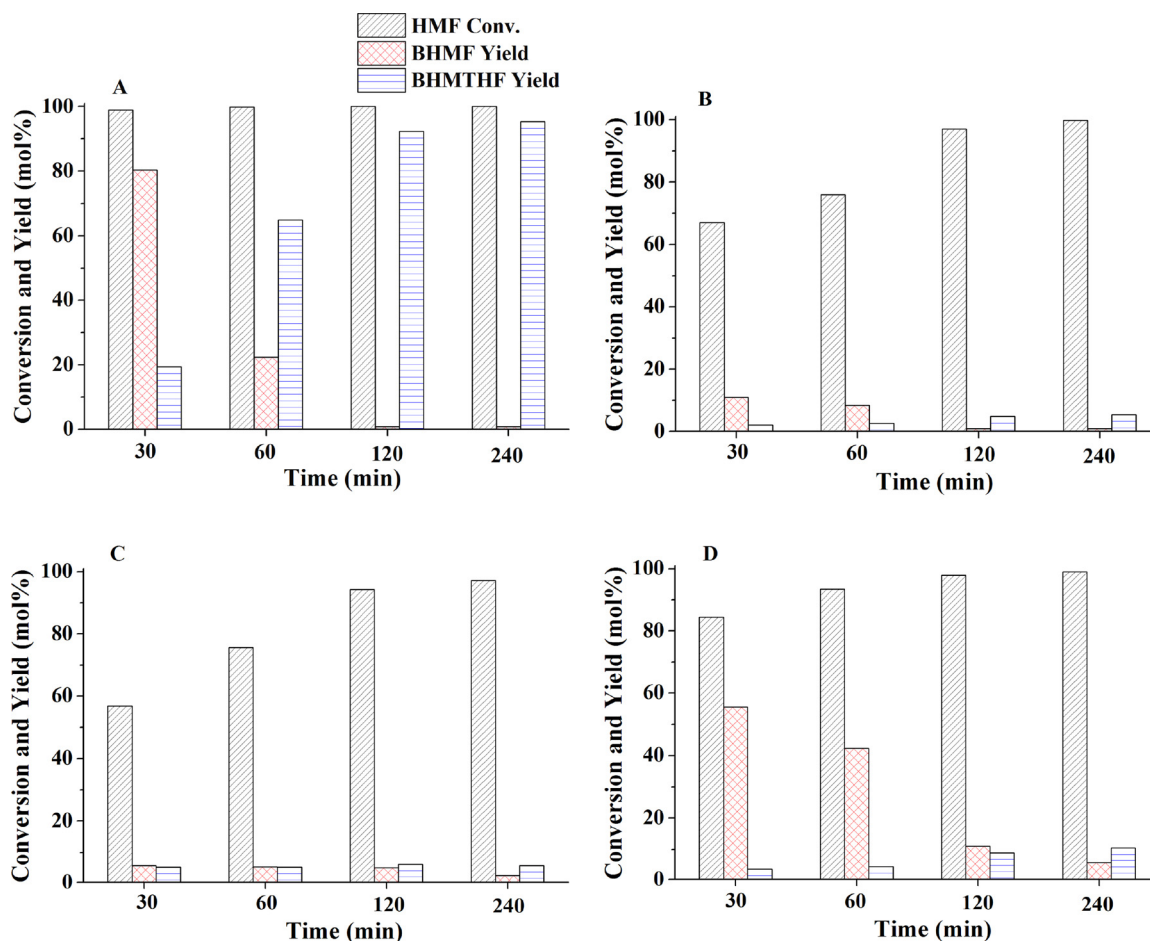 HMF Conv.
BHMF Yield
BHMTHF Yield
A
Conversion and Yield (mol%)
100
80
60
40
20
0
30 60 120 240
Time (min)
B
Conversion and Yield (mol%)
100
80
60
40
20
0
30 60 120 240
Time (min)
C
Conversion and Yield (mol%)
100
80
60
40
20
0
30 60 120 240
Time (min)
D
Conversion and Yield (mol%)
100
80
60
40
20
0
30 60 120 240
Time (min)